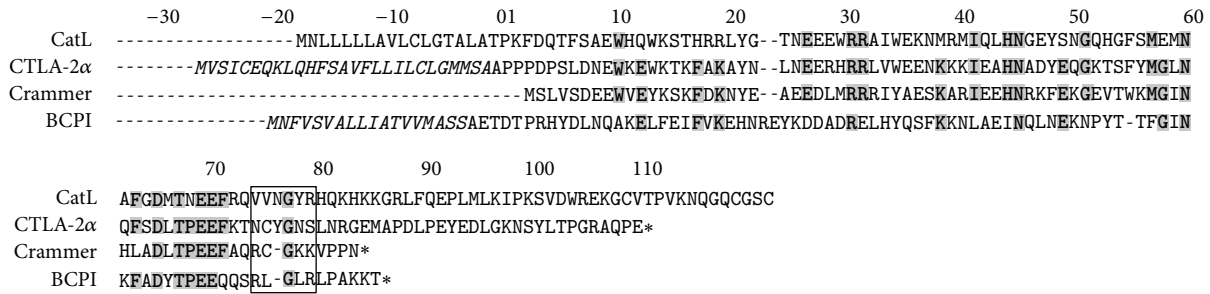 −30 −20 −10 01 10 20 30 40 50 60
CatL ----------------MNLLLLLAVLCLGTALATPKFDQTFSAEWHQWKSTHRRLYG--TNEEEWRRAIWEKNMRMIQLHNGEYSNGQHGFSMEMN
CTLA-2α -------MVSICEQKLQHFSAVFLLILCLGMMSAAPPPDPSLDNEWKEWKTKFAKAYN--LNEERHRRLVWEENKKKIEAHNADYEQGKTSFYMGLN
Crammer -----------------------------------MSLVSDEEWVEYKSKFDKNYE--AEEDLMRRRIYAESKARIEEHNRKFEKGEVTWKMGIN
BCPI -------------MNFVSVALLIATVVMASSAETDTPRHYDLNQAKELFEIFVKEHNREYKDDADRELHYQSFKKNLAEINQLNEKNPYT-TFGIN
70 80 90 100 110
CatL AFGDMTNEEFRQVVNGYRHQKHKKGRLFQEPLMLKIPKSVDWREKGCVTPVKNQGQCGSC
CTLA-2α QFSDLTPEEFKTNCYGNSLNRGEMAPDLPEYEDLGKNSYLTPGRAQPE*
Crammer HLADLTPEEFAQRC-GKKVPPN*
BCPI KFADYTPEEQQSRL-GLRLPAKKT*